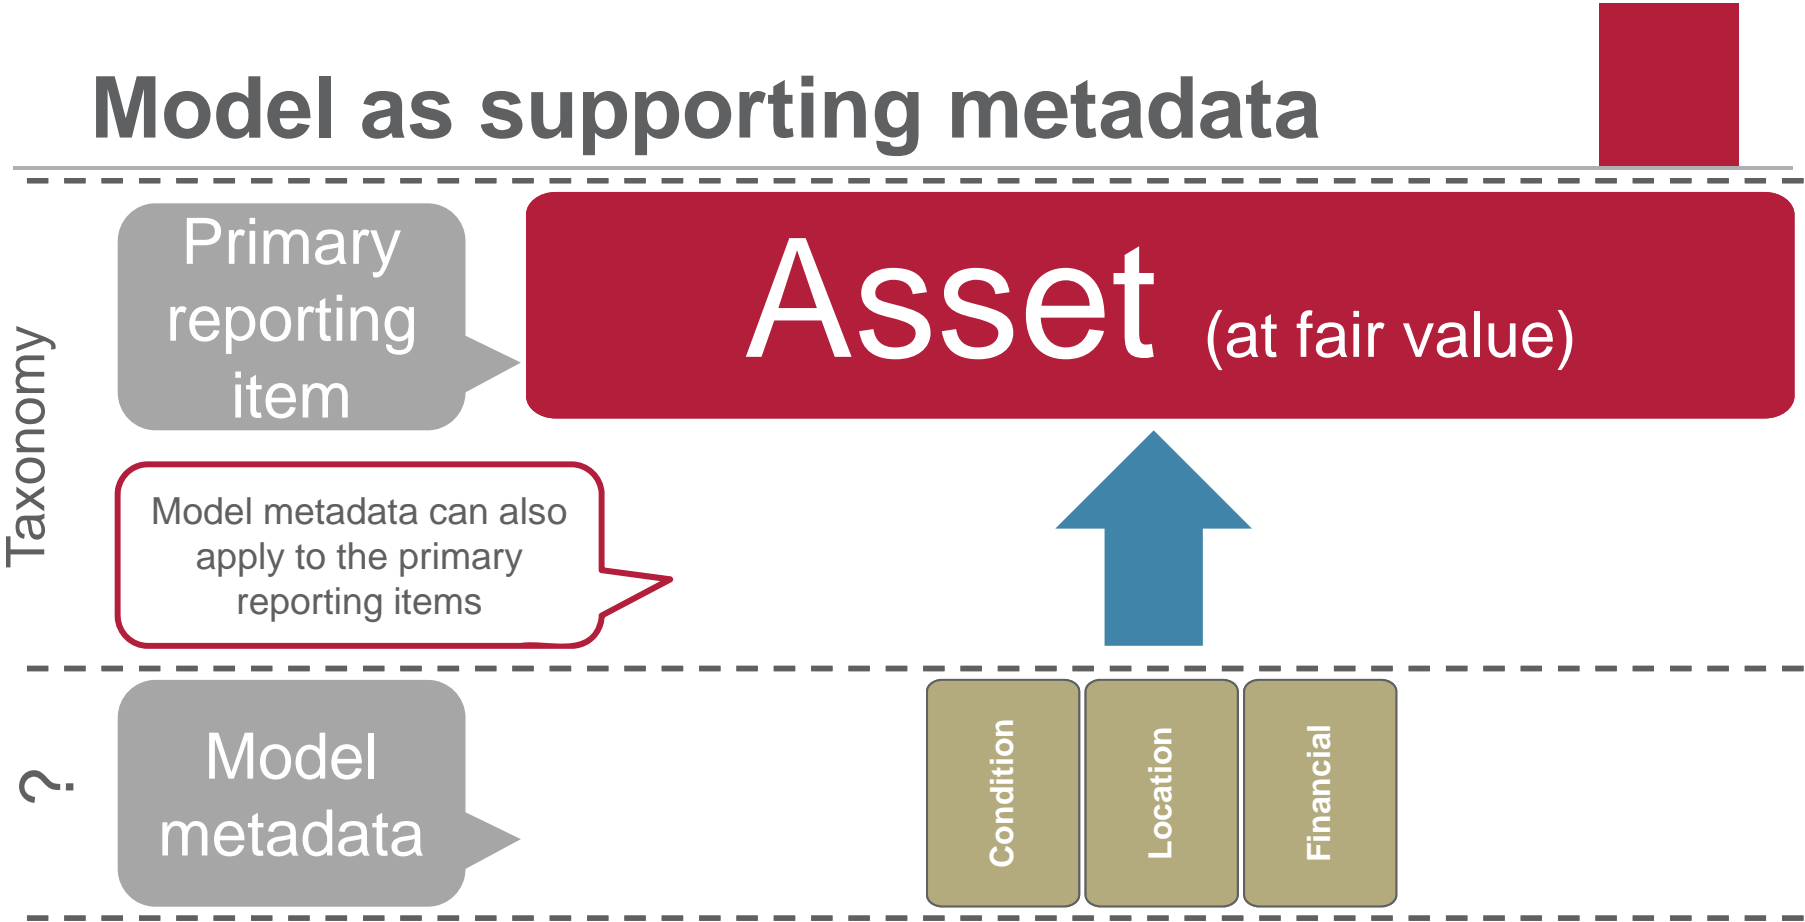 Model as supporting metadata
Taxonomy
Primary
reporting
item
Asset (at fair value)
Model metadata can also
apply to the primary
reporting items
?
Model
metadata
Condition
Location
Financial